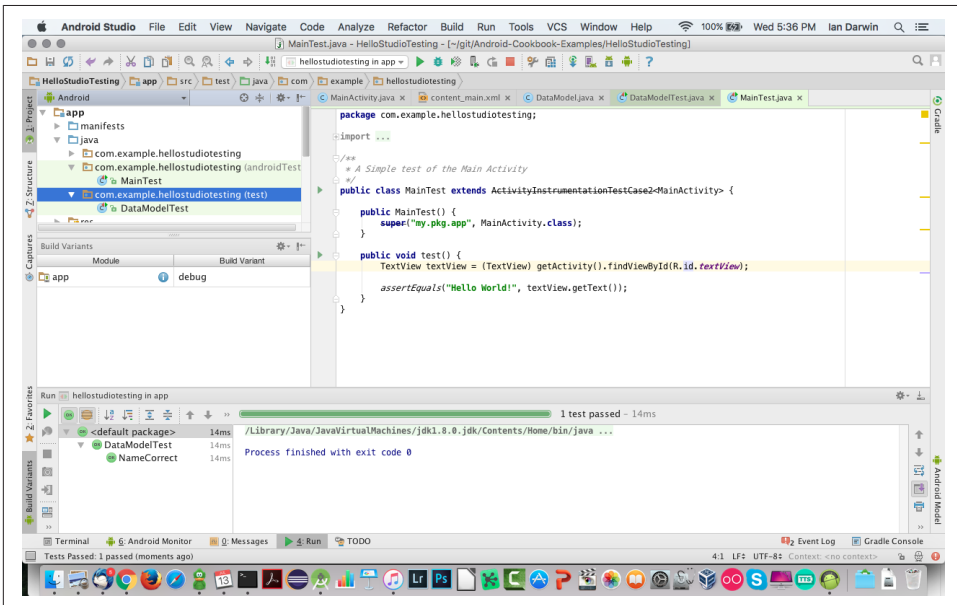 Android Studio File Edit View Navigate Code Analyze Refactor Build Run Tools VCS Window Help 100% Wed 5:36 PM Ian Darwin
MainTest.java - HelloStudioTesting - [~/git/Android-Cookbook-Examples/HelloStudioTesting]
hellostudiotesting in app
HelloStudioTesting app src test java com example hellostudiotesting
Android
MainActivity.java content_main.xml DataModel.java DataModelTest.java MainTest.java
1: Project
Z: Structure
Captures
2: Favorites
Build Variants
Gradle
Android Model
app
manifests
java
com.example.hellostudiotesting
com.example.hellostudiotesting (androidTest
MainTest
com.example.hellostudiotesting (test)
DataModelTest
res
Build Variants
Module Build Variant
app debug
package com.example.hellostudiotesting;
import ...
/**
* A Simple test of the Main Activity
*/
public class MainTest extends ActivityInstrumentationTestCase2<MainActivity> {
public MainTest() {
super("my.pkg.app", MainActivity.class);
}
public void test() {
TextView textView = (TextView) getActivity().findViewById(R.id.textView);
assertEquals("Hello World!", textView.getText());
}
}
Run hellostudiotesting in app
1 test passed - 14ms
<default package> 14ms
DataModelTest 14ms
NameCorrect 14ms
/Library/Java/JavaVirtualMachines/jdk1.8.0.jdk/Contents/Home/bin/java ...
Process finished with exit code 0
Terminal 6: Android Monitor 0: Messages 4: Run TODO 2 Event Log Gradle Console
Tests Passed: 1 passed (moments ago) 4:1 LF UTF-8 Context: <no context>
13
Lr Ps